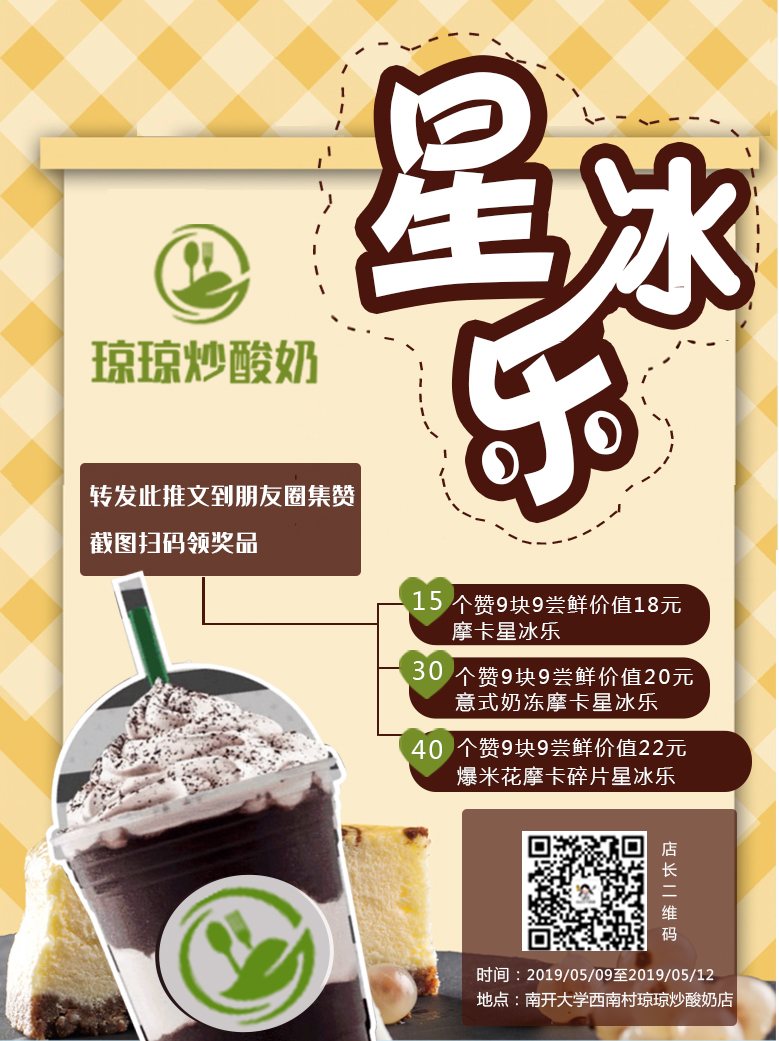 星冰乐
琼琼炒酸奶
转发此推文到朋友圈集赞
截图扫码领奖品
15个赞9块9尝鲜价值18元
摩卡星冰乐
30个赞9块9尝鲜价值20元
意式奶冻摩卡星冰乐
40个赞9块9尝鲜价值22元
爆米花摩卡碎片星冰乐
店长二维码
时间：2019/05/09至2019/05/12
地点：南开大学西南村琼琼炒酸奶店